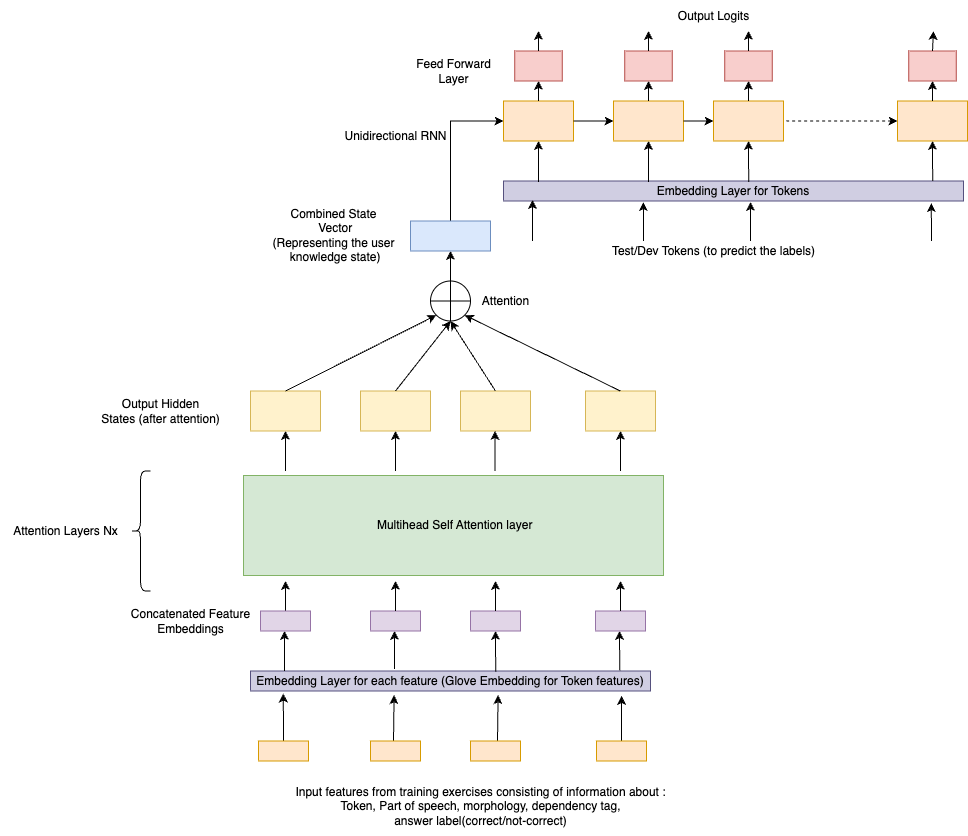 Output Logits
Feed Forward
Layer
Unidirectional RNN
Embedding Layer for Tokens
Combined State
Vector
(Representing the user
knowledge state)
Test/Dev Tokens (to predict the labels)
Attention
Output Hidden
States (after attention)
Attention Layers Nx
Multihead Self Attention layer
Concatenated Feature
Embeddings
Embedding Layer for each feature (Glove Embedding for Token features)
Input features from training exercises consisting of information about :
Token, Part of speech, morphology, dependency tag,
answer label(correct/not-correct)